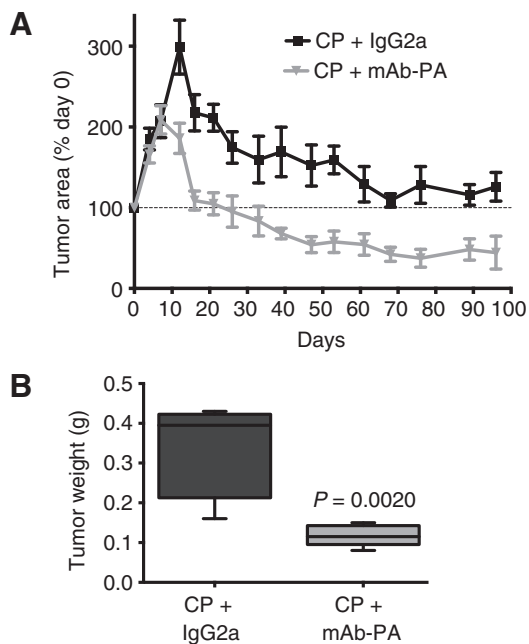 A
300
200
100
0
Tumor area (% day 0)
CP + IgG2a
CP + mAb-PA
0 10 20 30 40 50 60 70 80 90 100
Days
B
0.5
0.4
0.3
0.2
0.1
0.0
Tumor weight (g)
P = 0.0020
CP +
IgG2a
CP +
mAb-PA